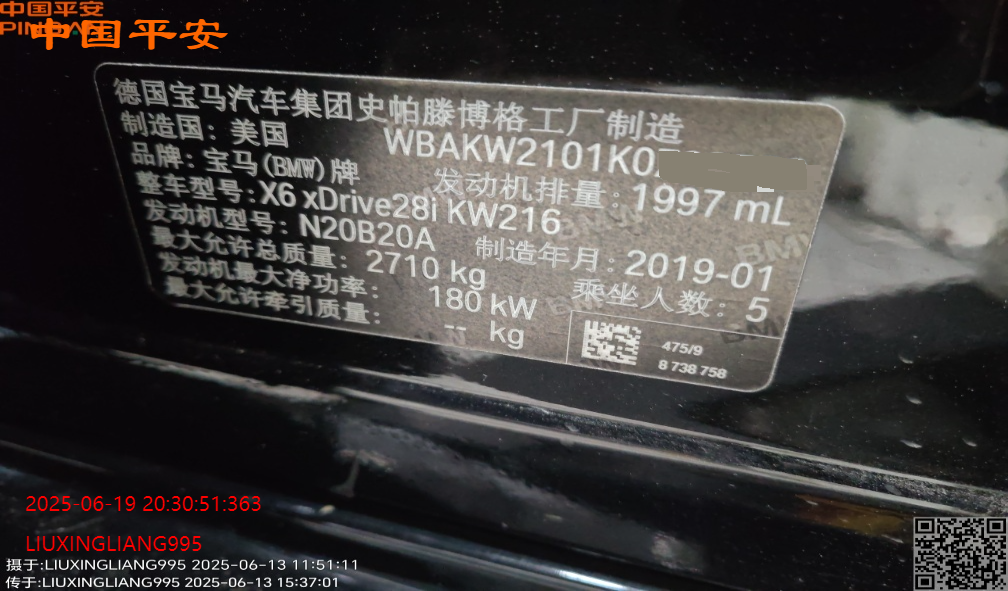 中国平安
PING AN
中国平安
德国宝马汽车集团史帕滕博格工厂制造
制造国: 美国
WBAKW2101K0
品牌: 宝马(BMW)牌
发动机排量: 1997 mL
整车型号: X6 xDrive28i KW216
发动机型号: N20B20A
制造年月: 2019-01
最大允许总质量: 2710 kg
乘坐人数: 5
发动机最大净功率: 180 kW
最大允许牵引质量: -- kg
475/9
8 738 758
2025-06-19 20:30:51:363
LIUXINGLIANG995
摄于:LIUXINGLIANG995 2025-06-13 11:51:11
传于:LIUXINGLIANG995 2025-06-13 15:37:01